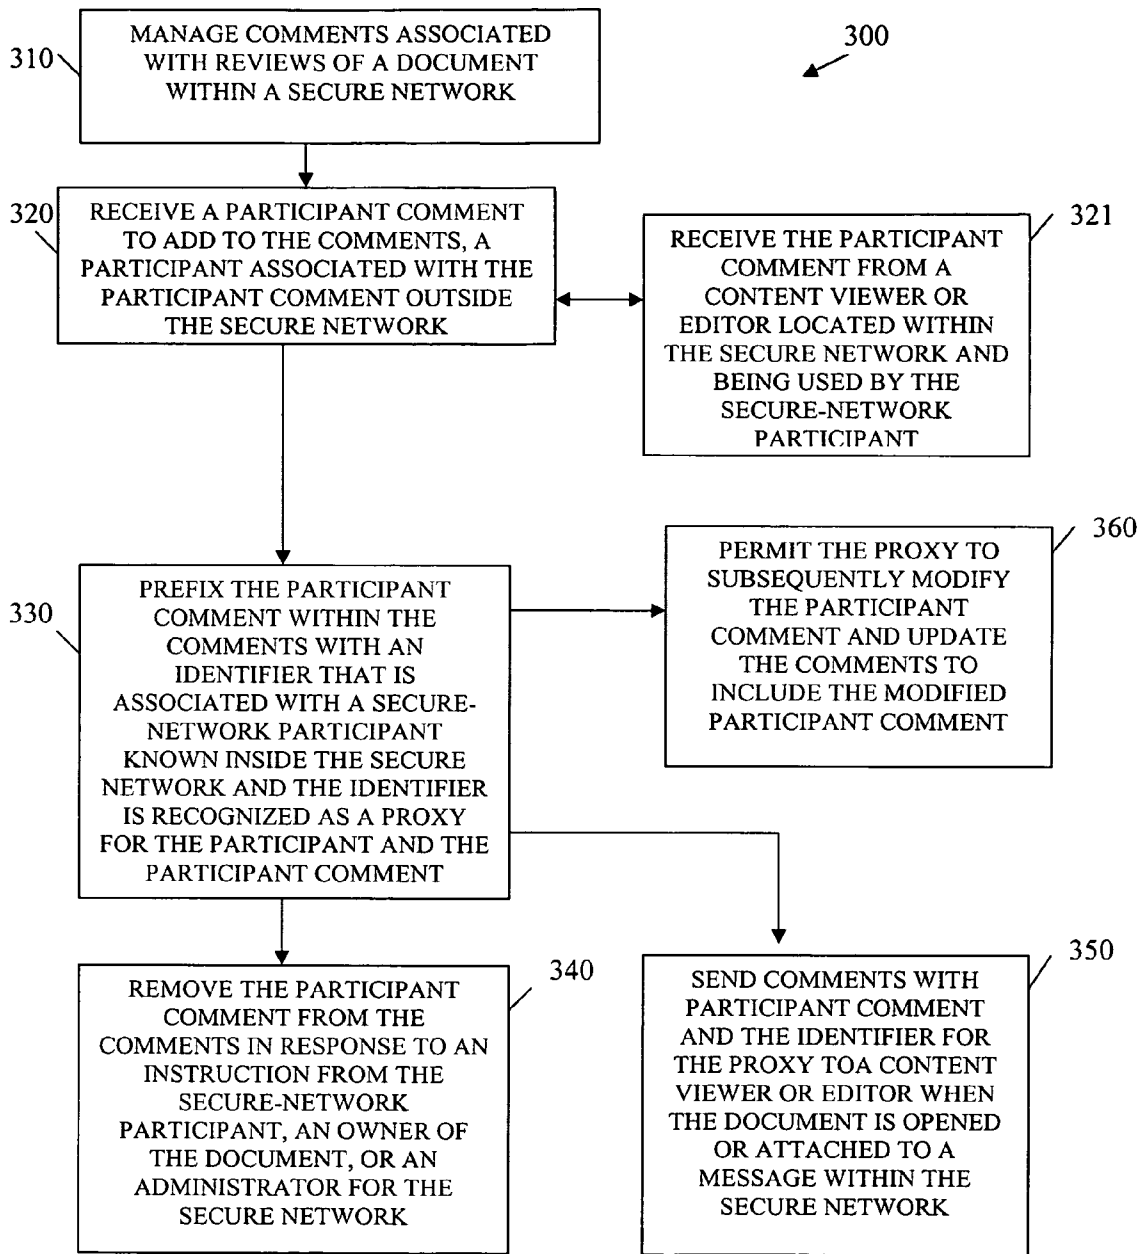 310
MANAGE COMMENTS ASSOCIATED
WITH REVIEWS OF A DOCUMENT
WITHIN A SECURE NETWORK
300
320
RECEIVE A PARTICIPANT COMMENT
TO ADD TO THE COMMENTS, A
PARTICIPANT ASSOCIATED WITH THE
PARTICIPANT COMMENT OUTSIDE
THE SECURE NETWORK
321
RECEIVE THE PARTICIPANT
COMMENT FROM A
CONTENT VIEWER OR
EDITOR LOCATED WITHIN
THE SECURE NETWORK AND
BEING USED BY THE
SECURE-NETWORK
PARTICIPANT
330
PREFIX THE PARTICIPANT
COMMENT WITHIN THE
COMMENTS WITH AN
IDENTIFIER THAT IS
ASSOCIATED WITH A SECURE-
NETWORK PARTICIPANT
KNOWN INSIDE THE SECURE
NETWORK AND THE IDENTIFIER
IS RECOGNIZED AS A PROXY
FOR THE PARTICIPANT AND THE
PARTICIPANT COMMENT
360
PERMIT THE PROXY TO
SUBSEQUENTLY MODIFY
THE PARTICIPANT
COMMENT AND UPDATE
THE COMMENTS TO
INCLUDE THE MODIFIED
PARTICIPANT COMMENT
340
REMOVE THE PARTICIPANT
COMMENT FROM THE
COMMENTS IN RESPONSE TO AN
INSTRUCTION FROM THE
SECURE-NETWORK
PARTICIPANT, AN OWNER OF
THE DOCUMENT, OR AN
ADMINISTRATOR FOR THE
SECURE NETWORK
350
SEND COMMENTS WITH
PARTICIPANT COMMENT
AND THE IDENTIFIER FOR
THE PROXY TOA CONTENT
VIEWER OR EDITOR WHEN
THE DOCUMENT IS OPENED
OR ATTACHED TO A
MESSAGE WITHIN THE
SECURE NETWORK